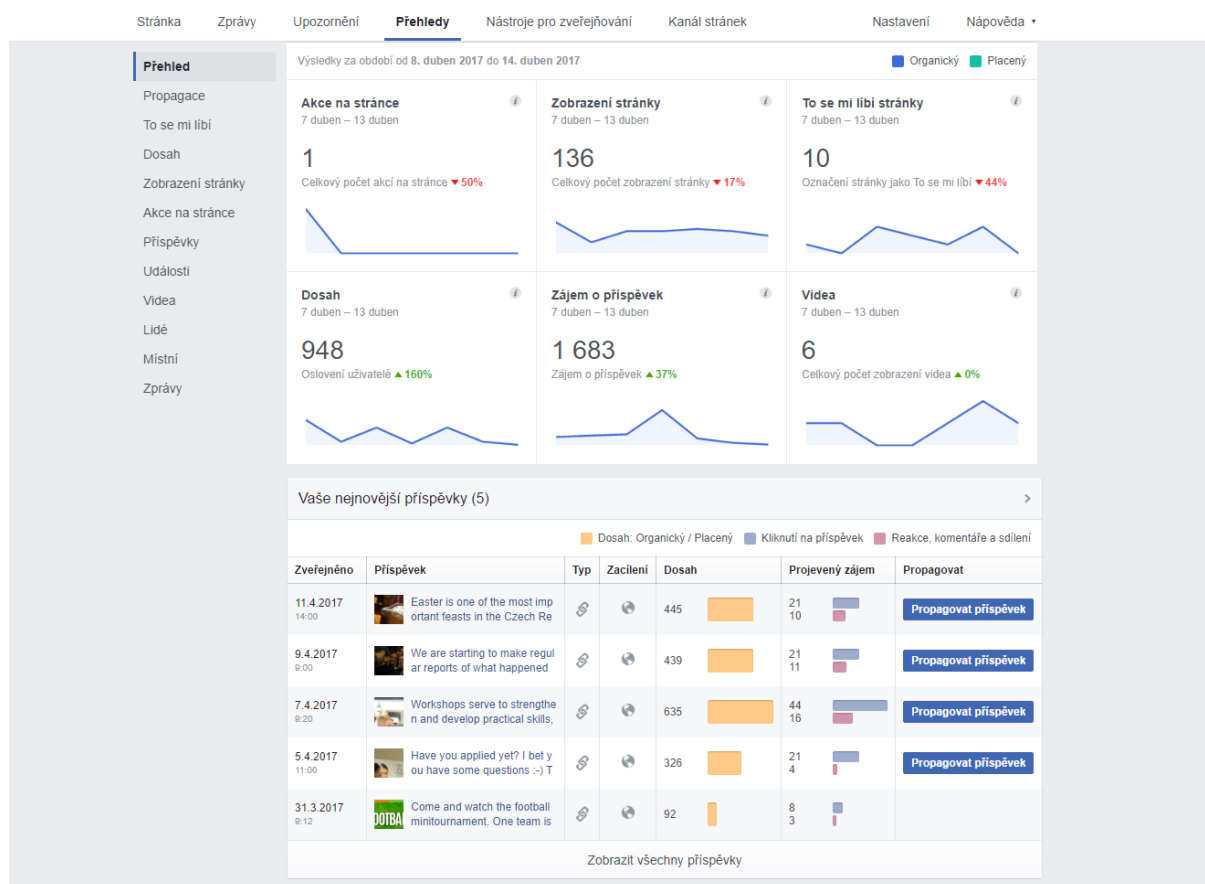 Stránka Zprávy Upozornění Přehledy Nástroje pro zveřejňování Kanál stránek Nastavení Nápověda
Přehled
Propagace
To se mi líbí
Dosah
Zobrazení stránky
Akce na stránce
Příspěvky
Události
Videa
Lidé
Místní
Zprávy
Výsledky za období od 8. duben 2017 do 14. duben 2017 Organický Placený
Akce na stránce
7 duben – 13 duben
1
Celkový počet akcí na stránce ▼50%
Zobrazení stránky
7 duben – 13 duben
136
Celkový počet zobrazení stránky ▼17%
To se mi líbí stránky
7 duben – 13 duben
10
Označení stránky jako To se mi líbí ▼44%
Dosah
7 duben – 13 duben
948
Oslovení uživatelé ▲160%
Zájem o příspěvek
7 duben – 13 duben
1 683
Zájem o příspěvek ▲37%
Videa
7 duben – 13 duben
6
Celkový počet zobrazení videa ▲0%
Vaše nejnovější příspěvky (5)
Dosah: Organický / Placený Kliknutí na příspěvek Reakce, komentáře a sdílení
Zveřejněno Příspěvek Typ Zacílení Dosah Projevený zájem Propagovat
11.4.2017
14:00
Easter is one of the most imp
ortant feasts in the Czech Re
445
21
10
Propagovat příspěvek
9.4.2017
9:00
We are starting to make regul
ar reports of what happened
439
21
11
Propagovat příspěvek
7.4.2017
9:20
Workshops serve to strengthe
n and develop practical skills,
635
44
16
Propagovat příspěvek
5.4.2017
11:00
Have you applied yet? I bet y
ou have some questions :-) T
326
21
4
Propagovat příspěvek
31.3.2017
9:12
OOTBA
Come and watch the football
minitournament. One team is
92
8
3
Zobrazit všechny příspěvky